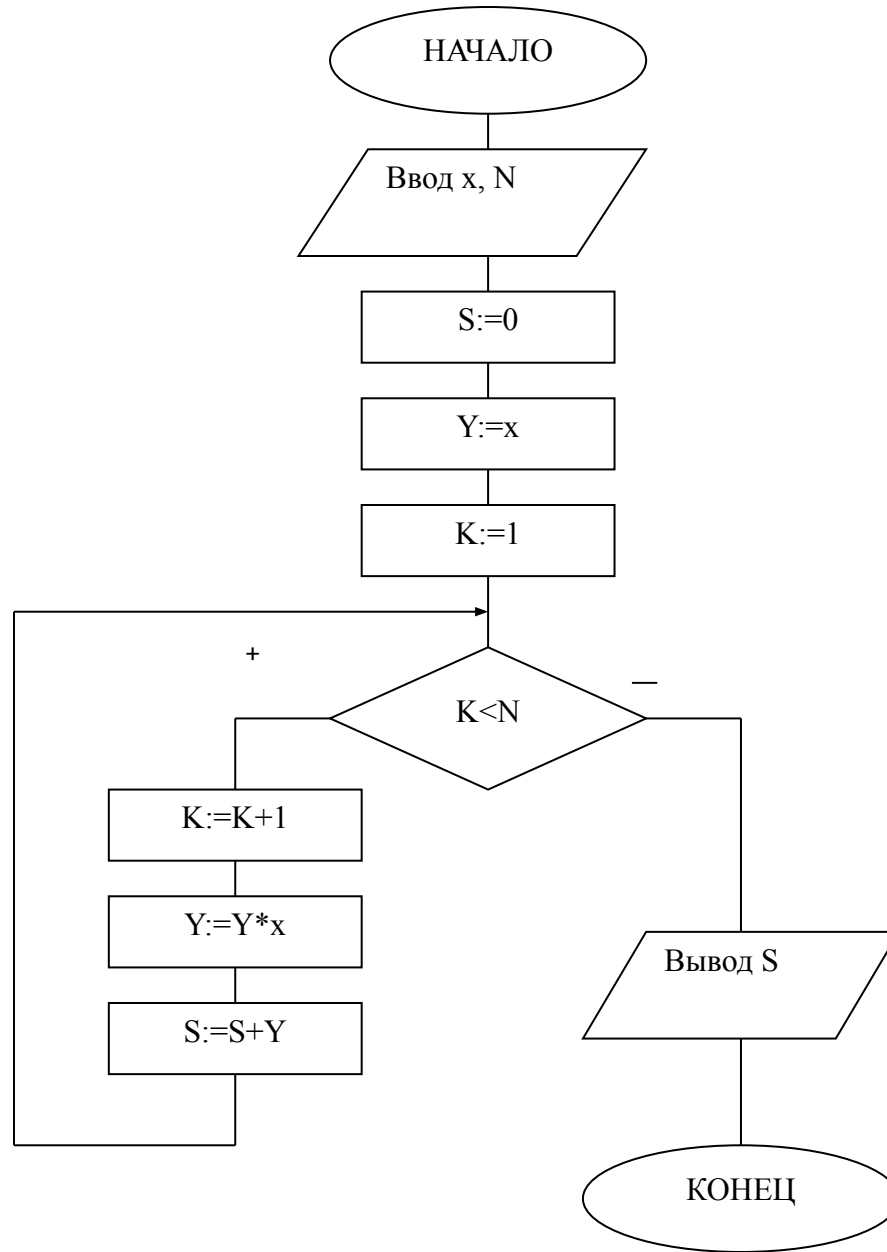 НАЧАЛО
Ввод x, N
S:=0
Y:=x
K:=1
+
—
K<N
K:=K+1
Y:=Y*x
S:=S+Y
Вывод S
КОНЕЦ